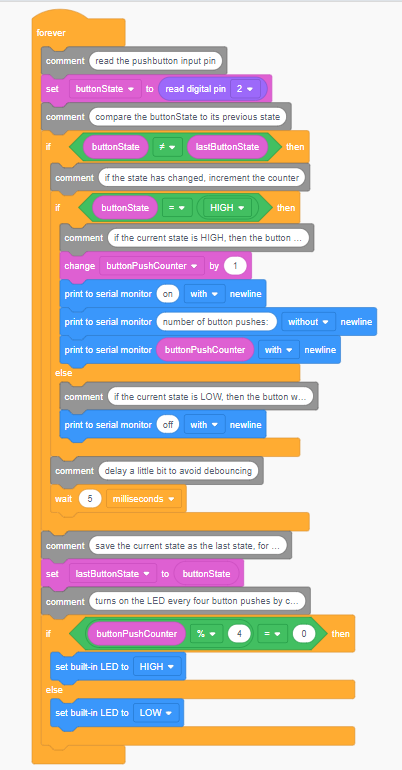 forever
comment read the pushbutton input pin
set buttonState to read digital pin 2
comment compare the buttonState to its previous state
if buttonState ≠ lastButtonState then
comment if the state has changed, increment the counter
if buttonState = HIGH then
comment if the current state is HIGH, then the button ...
change buttonPushCounter by 1
print to serial monitor on with newline
print to serial monitor number of button pushes: without newline
print to serial monitor buttonPushCounter with newline
else
comment if the current state is LOW, then the button w...
print to serial monitor off with newline
comment delay a little bit to avoid debouncing
wait 5 milliseconds
comment save the current state as the last state, for ...
set lastButtonState to buttonState
comment turns on the LED every four button pushes by c...
if buttonPushCounter % 4 = 0 then
set built-in LED to HIGH
else
set built-in LED to LOW